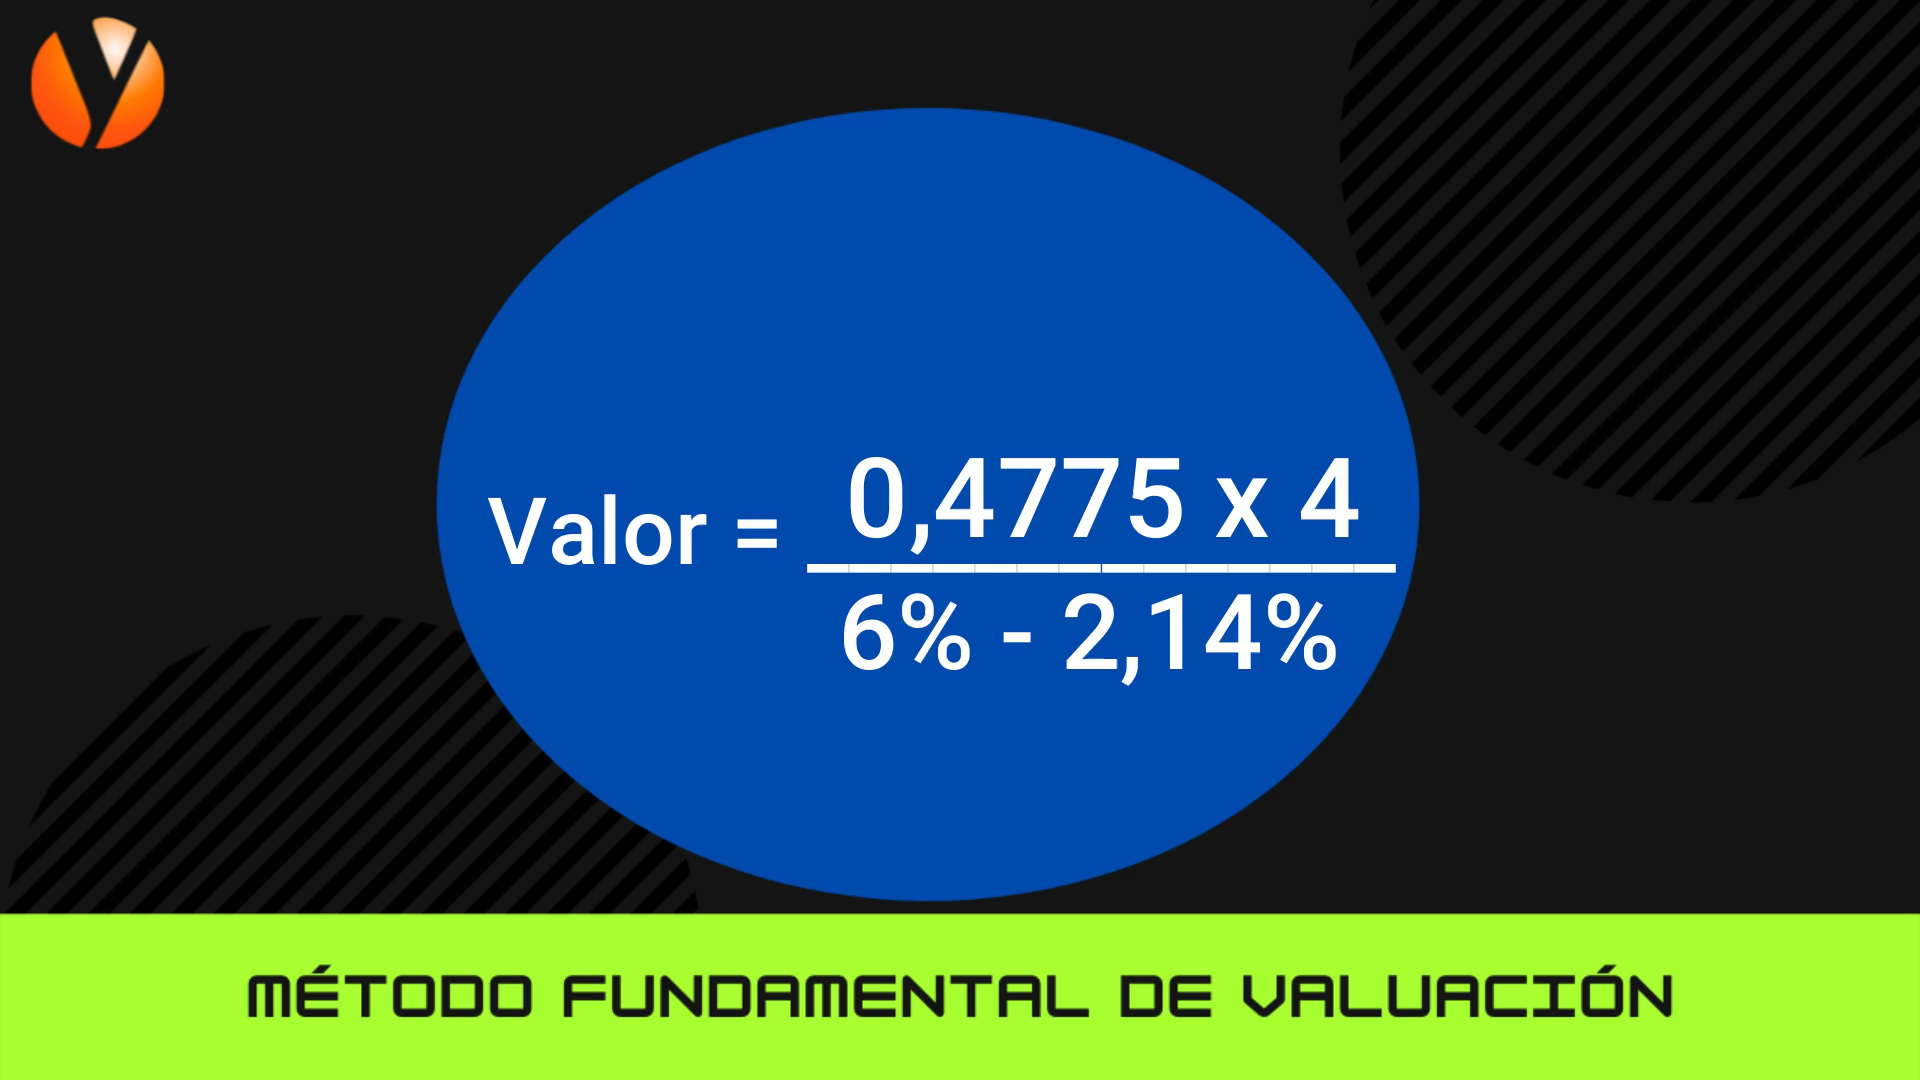 Valor = 0,4775 x 4
6% - 2,14%
MÉTODO FUNDAMENTAL DE VALUACIÓN